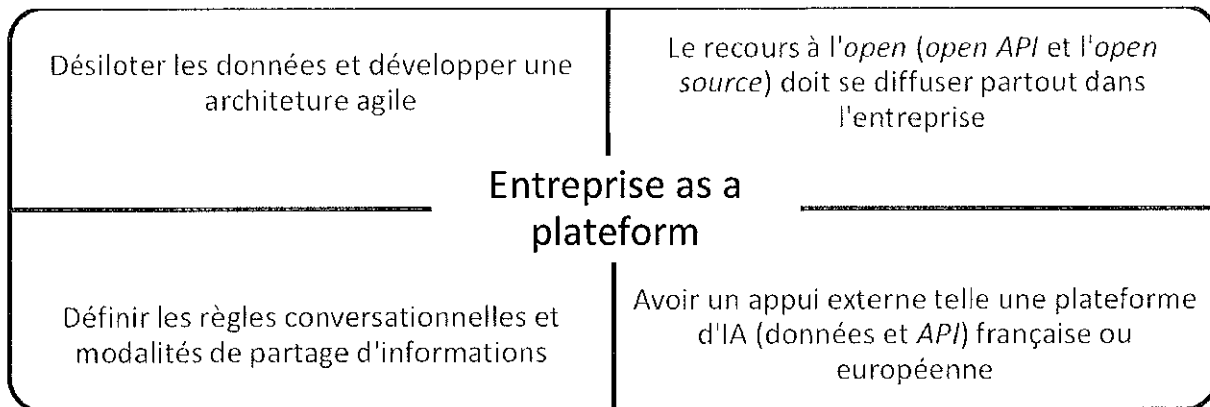 Désiloter les données et développer une
architeture agile
Le recours à l'open (open API et l'open
source) doit se diffuser partout dans
l'entreprise
Entreprise as a
plateform
Définir les règles conversationnelles et
modalités de partage d'informations
Avoir un appui externe telle une plateforme
d'IA (données et API) française ou
européenne